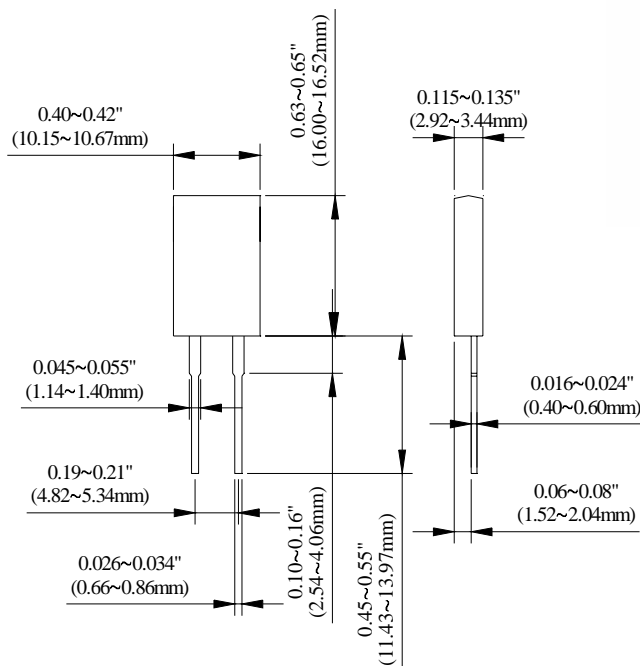 0.40~0.42"
(10.15~10.67mm)
0.63~0.65"
(16.00~16.52mm)
0.115~0.135"
(2.92~3.44mm)
0.045~0.055"
(1.14~1.40mm)
0.016~0.024"
(0.40~0.60mm)
0.19~0.21"
(4.82~5.34mm)
0.10~0.16"
(2.54~4.06mm)
0.45~0.55"
(11.43~13.97mm)
0.06~0.08"
(1.52~2.04mm)
0.026~0.034"
(0.66~0.86mm)